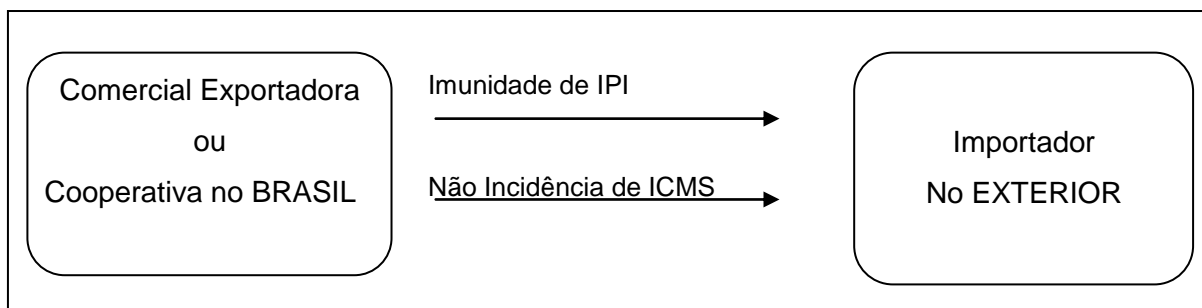 Comercial Exportadora
ou
Cooperativa no BRASIL
Imunidade de IPI
Não Incidência de ICMS
Importador
No EXTERIOR